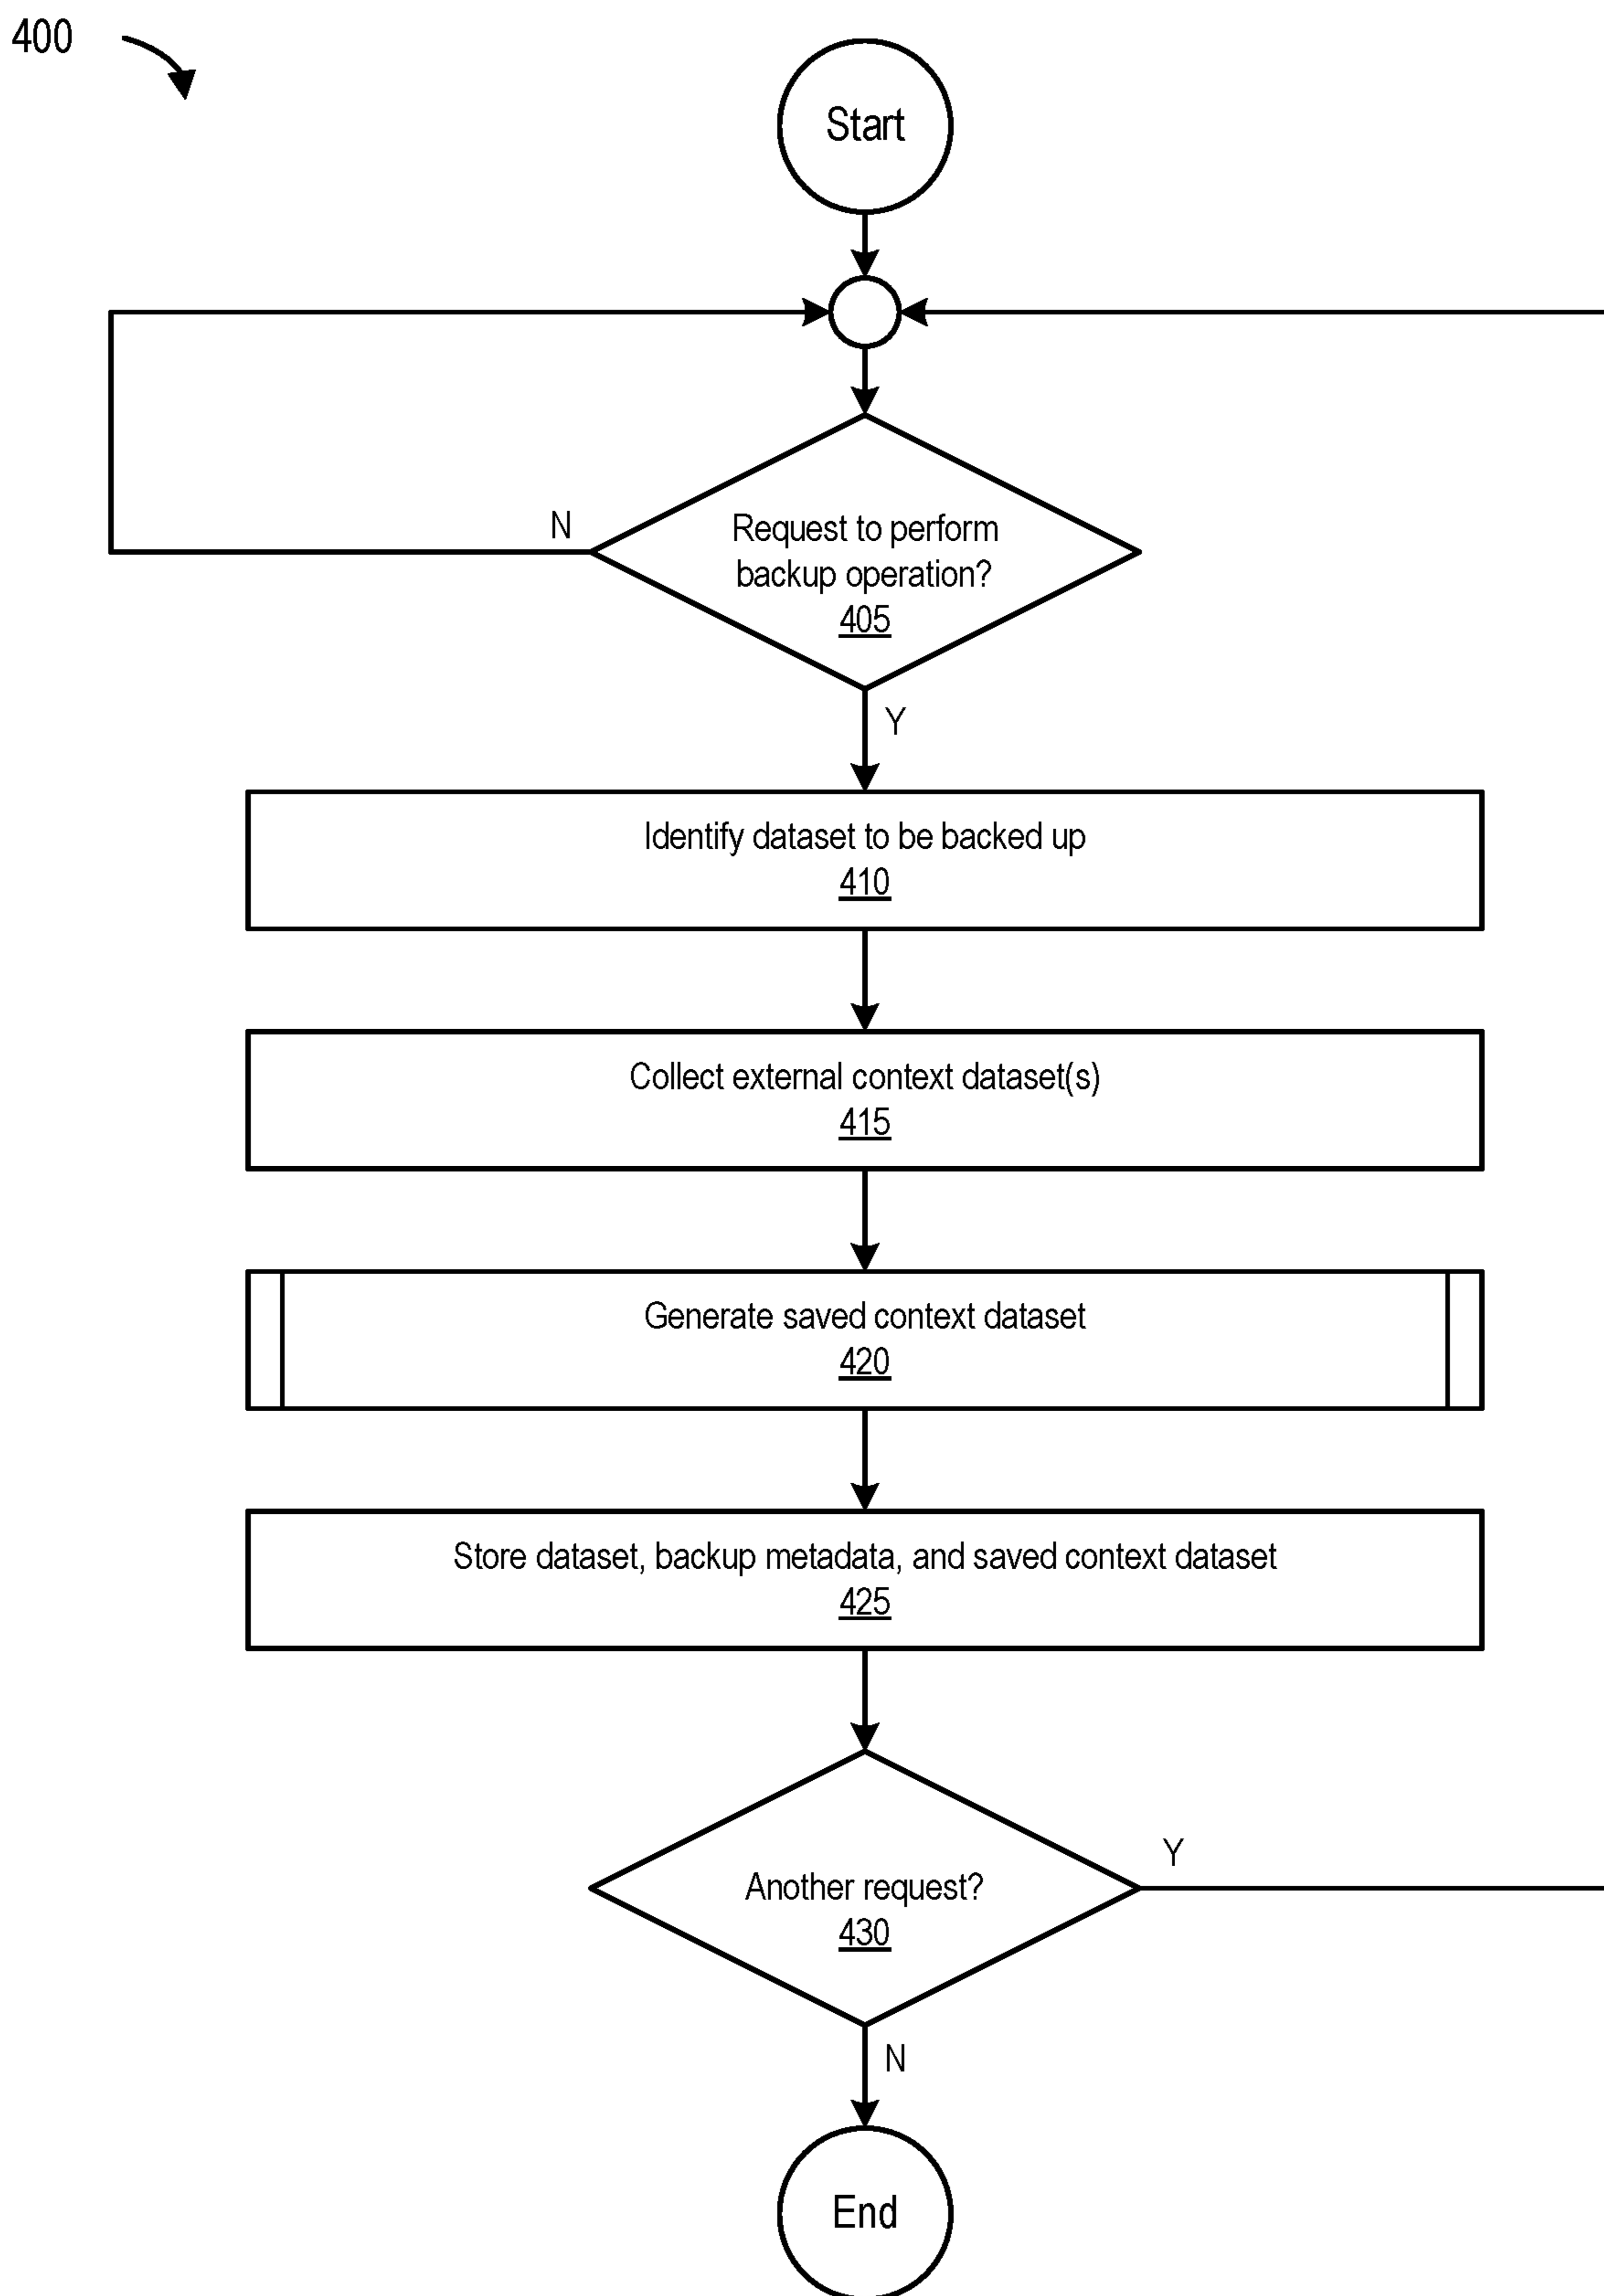 400
Start
N
Request to perform
backup operation?
405
Y
Identify dataset to be backed up
410
Collect external context dataset(s)
415
Generate saved context dataset
420
Store dataset, backup metadata, and saved context dataset
425
Y
Another request?
430
N
End